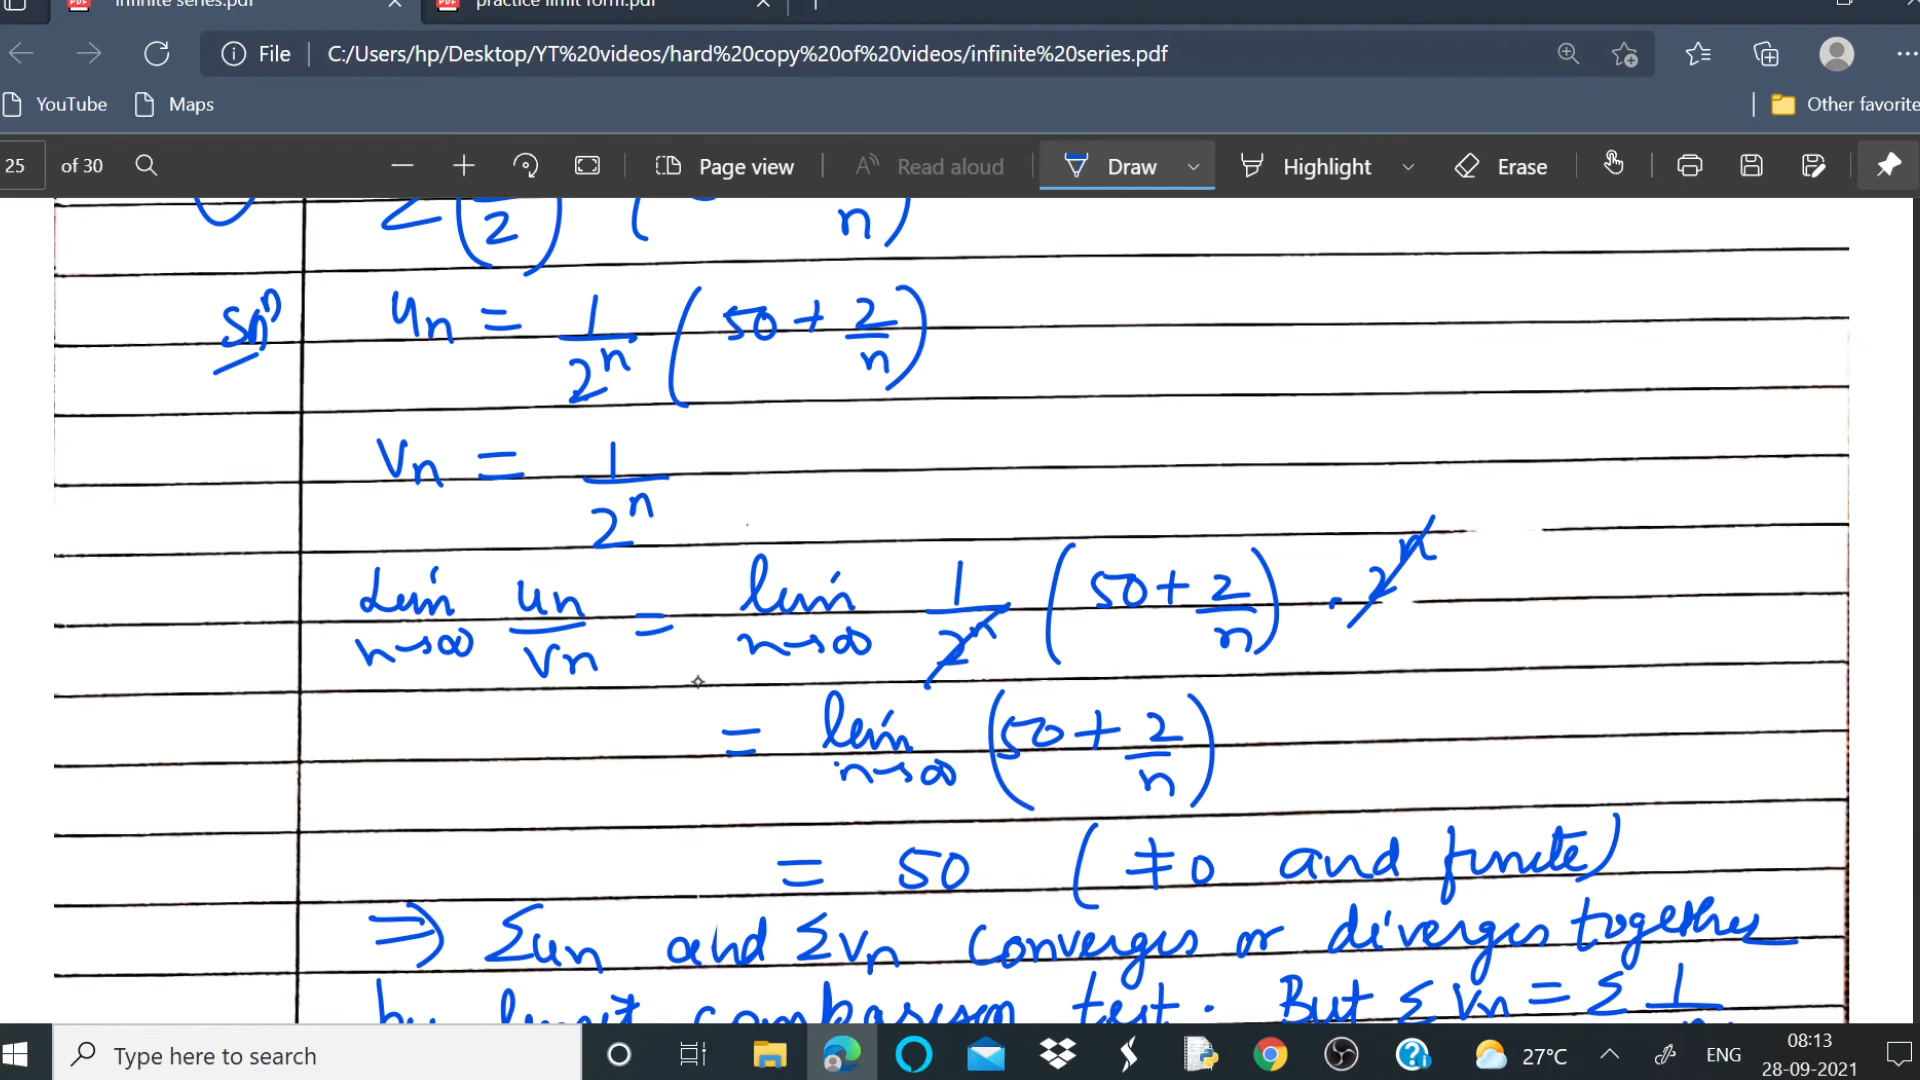 infinite series.pdf
practice limit form.pdf
File C:/Users/hp/Desktop/YT%20videos/hard%20copy%20of%20videos/infinite%20series.pdf
YouTube Maps Other favorite
25 of 30 Page view Read aloud Draw Highlight Erase
Σ (/2) ( n)
Solⁿ uₙ = 1/2ⁿ (50 + 2/n)
vₙ = 1/2ⁿ
Lim n→∞ uₙ/vₙ = lim n→∞ 1/2ⁿ (50 + 2/n) · 2ⁿ
= lim n→∞ (50 + 2/n)
= 50 (≠0 and finite)
⇒ Σuₙ and Σvₙ converges or diverges together
by limit comparison test. But Σvₙ = Σ 1
Type here to search 27°C ENG 08:13
28-09-2021